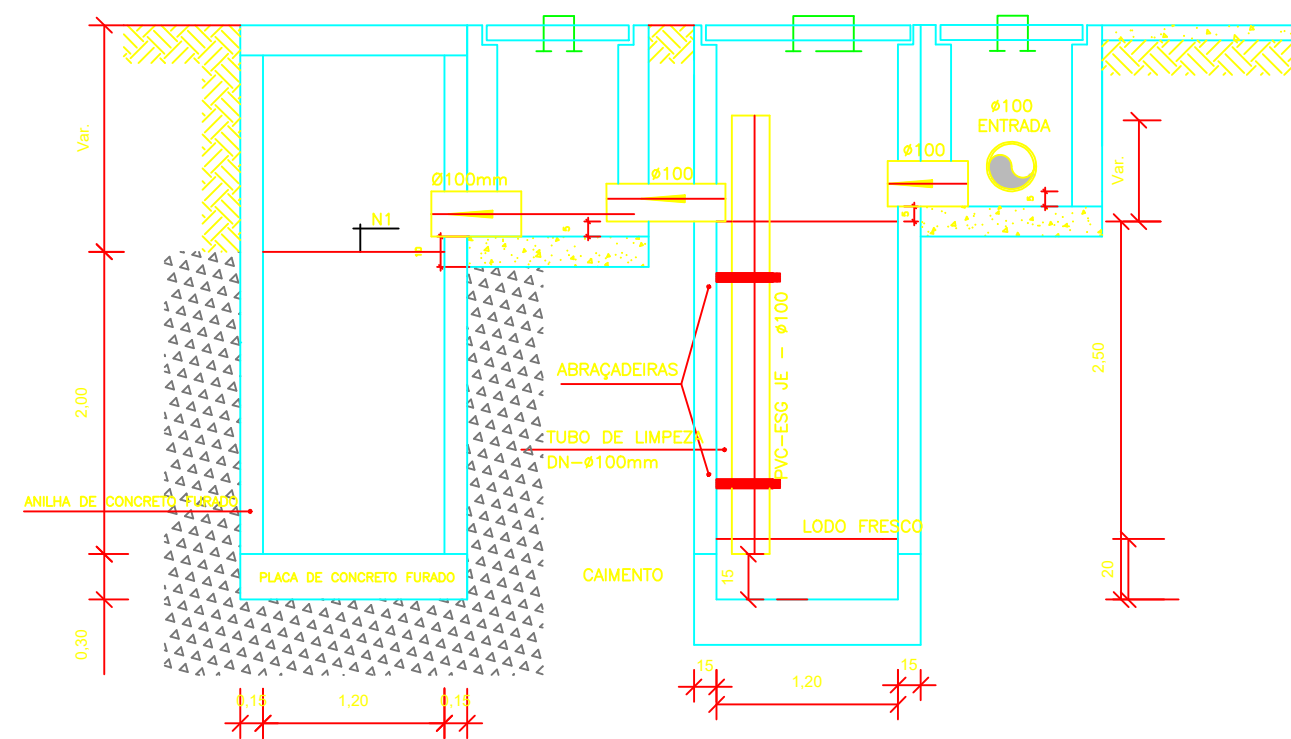 Var.
Ø100mm
N1
ø100
ø100
ø100
ENTRADA
Var.
2,00
ABRAÇADEIRAS
TUBO DE LIMPEZA
DN-ø100mm
PVC-ESG JE - ø100
2.50
ANILHA DE CONCRETO FURADO
LODO FRESCO
PLACA DE CONCRETO FURADO
CAIMENTO
15
20
0,30
0,15
1,20
0,15
15
1,20
15